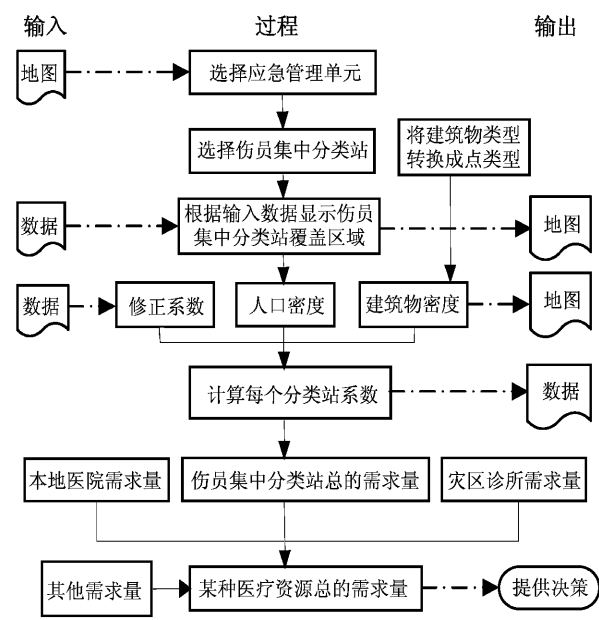 输入
过程
输出
地图
选择应急管理单元
选择伤员集中分类站
将建筑物类型
转换成点类型
数据
根据输入数据显示伤员
集中分类站覆盖区域
地图
数据
修正系数
人口密度
建筑物密度
地图
计算每个分类站系数
数据
本地医院需求量
伤员集中分类站总的需求量
灾区诊所需求量
其他需求量
某种医疗资源总的需求量
提供决策